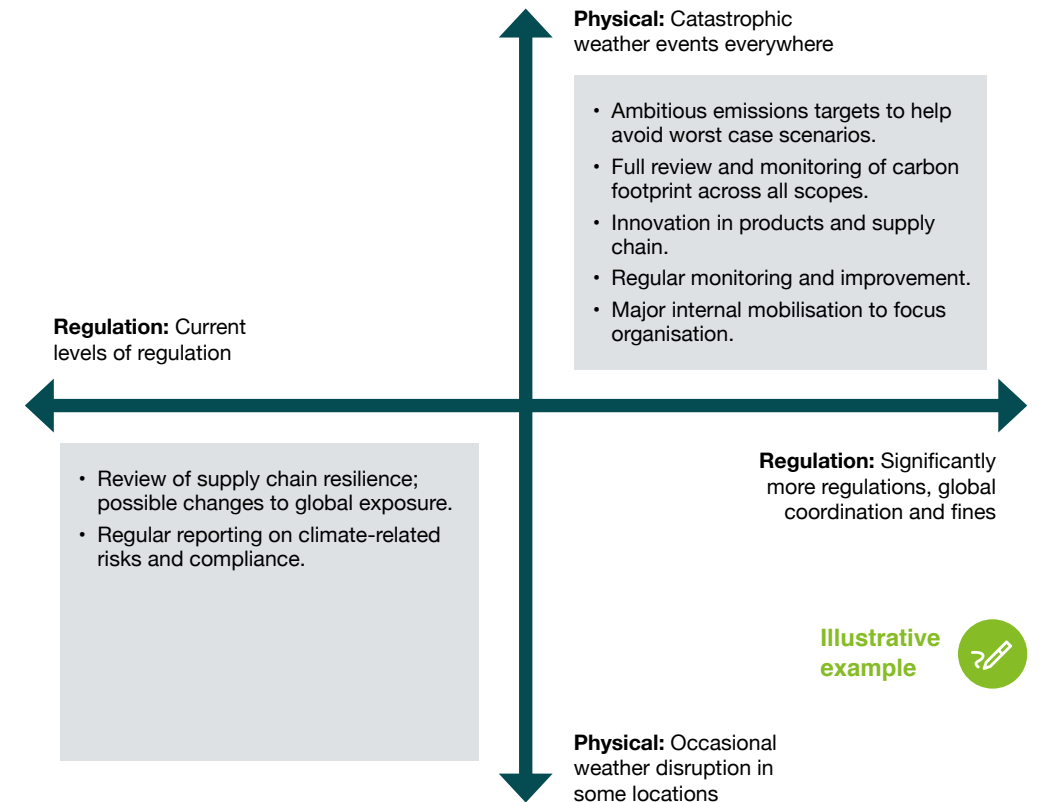 Physical: Catastrophic
weather events everywhere
• Ambitious emissions targets to help
avoid worst case scenarios.
• Full review and monitoring of carbon
footprint across all scopes.
• Innovation in products and supply
chain.
• Regular monitoring and improvement.
• Major internal mobilisation to focus
organisation.
Regulation: Current
levels of regulation
• Review of supply chain resilience;
possible changes to global exposure.
• Regular reporting on climate-related
risks and compliance.
Regulation: Significantly
more regulations, global
coordination and fines
Illustrative
example
Physical: Occasional
weather disruption in
some locations